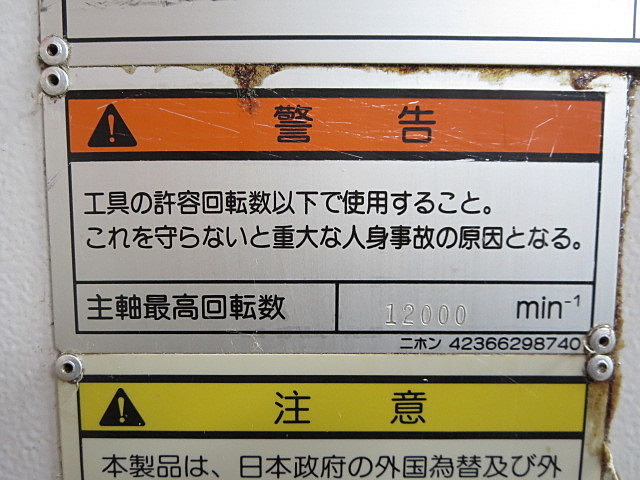 警告
工具の許容回転数以下で使用すること。
これを守らないと重大な人身事故の原因となる。
主軸最高回転数 12000 min⁻¹
ニホン 42366298740
注意
本製品は、日本政府の外国為替及び外